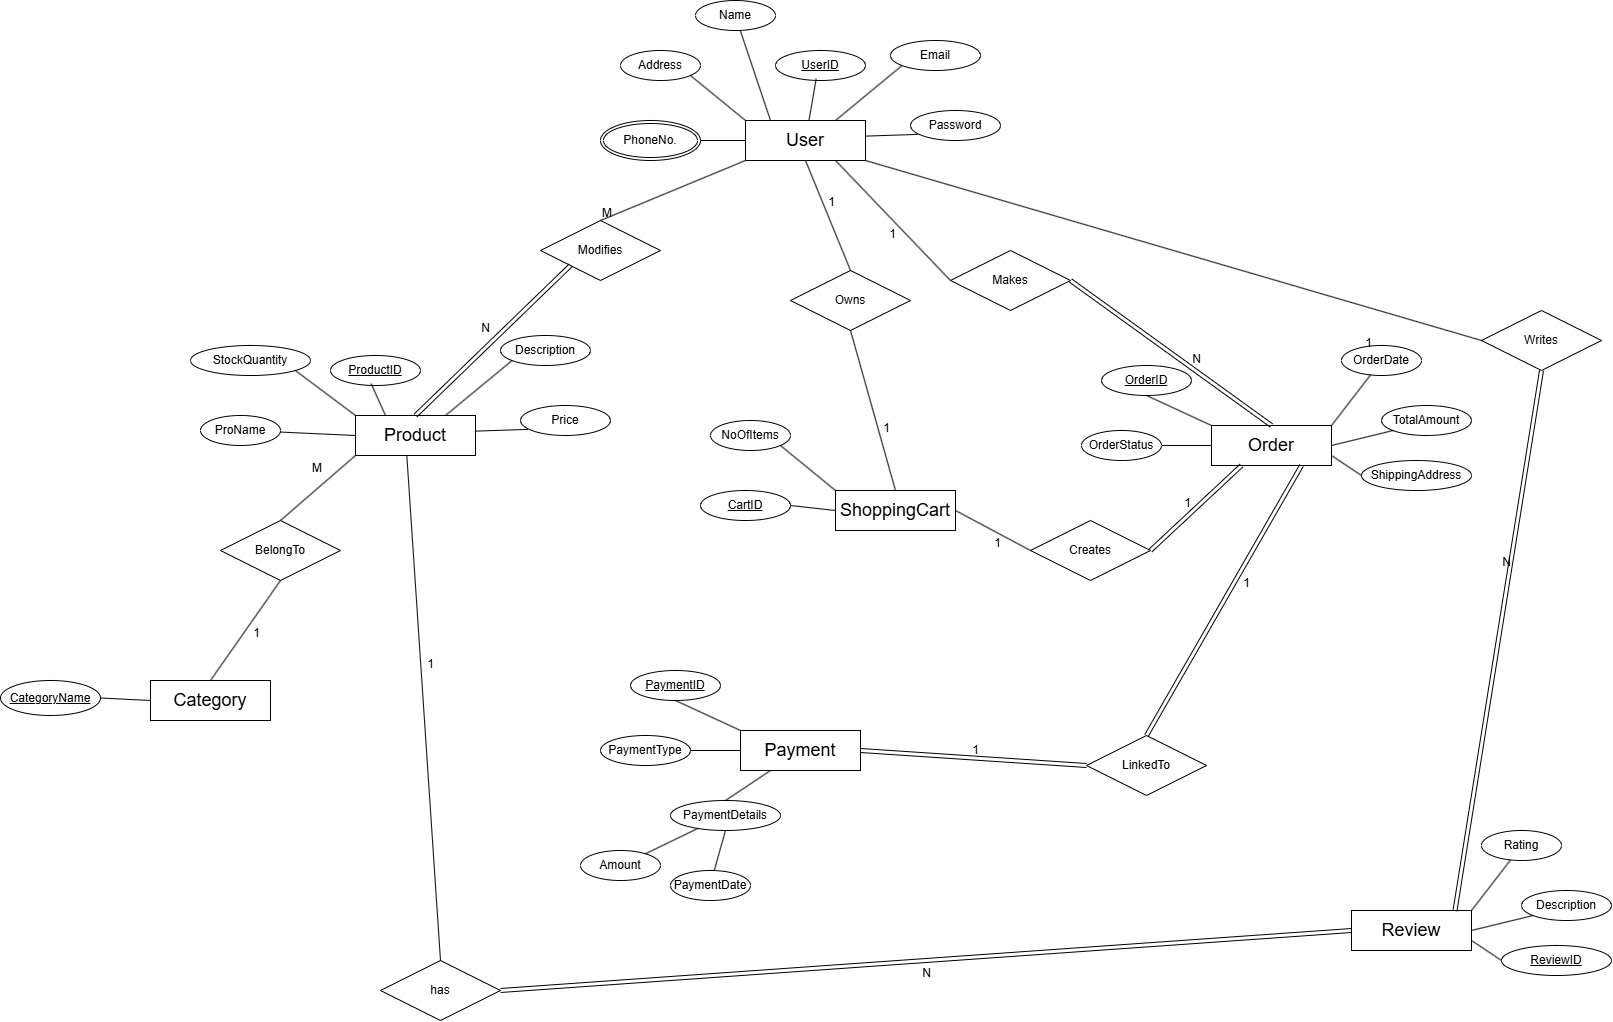 Name
Address
UserID
Email
PhoneNo.
User
Password
M
1
1
Modifies
Owns
Makes
Writes
N
1
N
StockQuantity
ProductID
Description
OrderID
OrderDate
ProName
Product
Price
NoOfItems
1
OrderStatus
Order
TotalAmount
ShippingAddress
M
CartID
ShoppingCart
1
BelongTo
1
Creates
N
1
1
1
CategoryName
Category
PaymentID
PaymentType
Payment
1
LinkedTo
PaymentDetails
Amount
PaymentDate
Rating
Description
Review
ReviewID
has
N